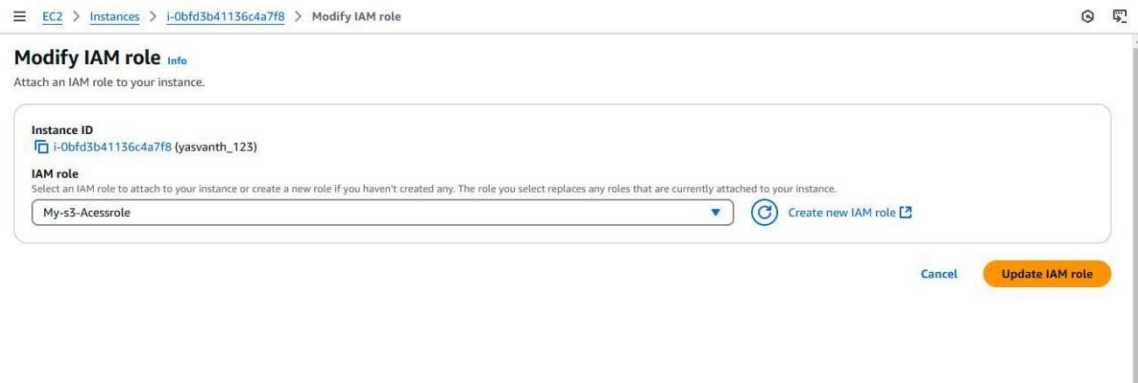 EC2 > Instances > i-0bfd3b41136c4a7f8 > Modify IAM role
Modify IAM role Info
Attach an IAM role to your instance.
Instance ID
i-0bfd3b41136c4a7f8 (yasvanth_123)
IAM role
Select an IAM role to attach to your instance or create a new role if you haven't created any. The role you select replaces any roles that are currently attached to your instance.
My-s3-Acessrole
Create new IAM role
Cancel
Update IAM role